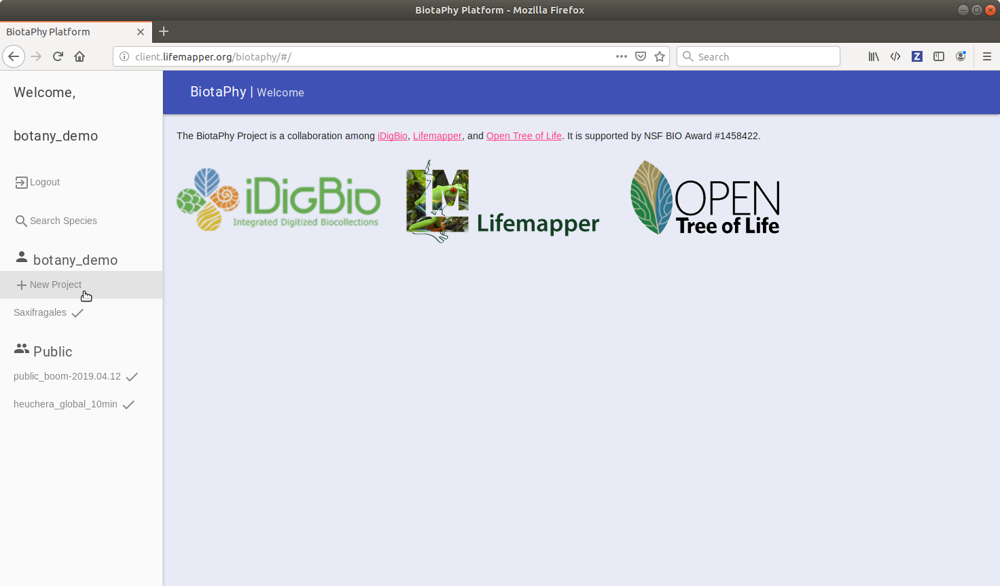 BiotaPhy Platform - Mozilla Firefox
BiotaPhy Platform
client.lifemapper.org/biotaphy/#/
Search
Welcome,
botany_demo
Logout
Search Species
botany_demo
New Project
Saxifragales
Public
public_boom-2019.04.12
heuchera_global_10min
BiotaPhy | Welcome
The BiotaPhy Project is a collaboration among iDigBio, Lifemapper, and Open Tree of Life. It is supported by NSF BIO Award #1458422.
iDigBio
Integrated Digitized Biocollections
LM
Lifemapper
OPEN
Tree of Life